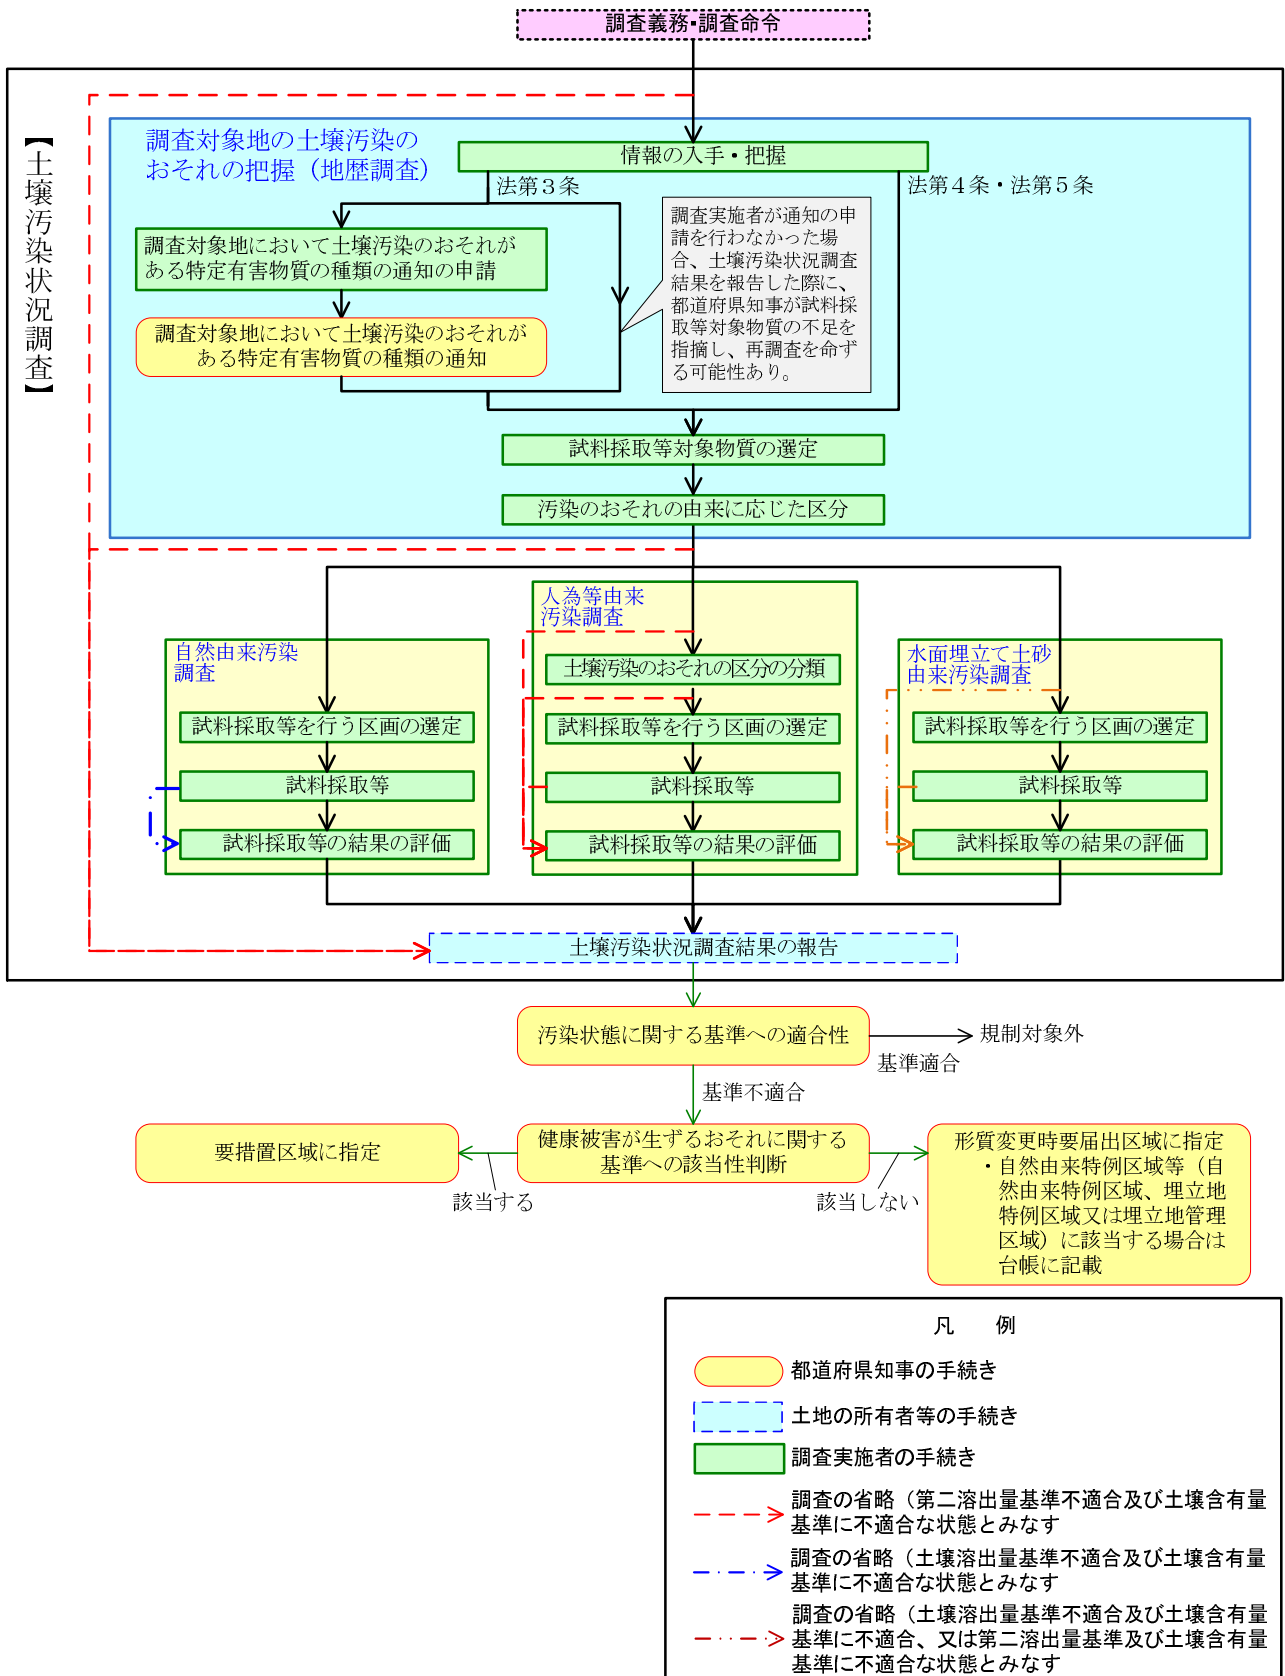 調査義務・調査命令
【土壌汚染状況調査】
調査対象地の土壌汚染の
おそれの把握（地歴調査）
情報の入手・把握
法第３条
法第４条・法第５条
調査対象地において土壌汚染のおそれが
ある特定有害物質の種類の通知の申請
調査実施者が通知の申
請を行わなかった場
合、土壌汚染状況調査
結果を報告した際に、
都道府県知事が試料採
取等対象物質の不足を
指摘し、再調査を命ず
る可能性あり。
調査対象地において土壌汚染のおそれが
ある特定有害物質の種類の通知
試料採取等対象物質の選定
汚染のおそれの由来に応じた区分
自然由来汚染
調査
試料採取等を行う区画の選定
試料採取等
試料採取等の結果の評価
人為等由来
汚染調査
土壌汚染のおそれの区分の分類
試料採取等を行う区画の選定
試料採取等
試料採取等の結果の評価
水面埋立て土砂
由来汚染調査
試料採取等を行う区画の選定
試料採取等
試料採取等の結果の評価
土壌汚染状況調査結果の報告
汚染状態に関する基準への適合性
規制対象外
基準適合
基準不適合
要措置区域に指定
健康被害が生ずるおそれに関する
基準への該当性判断
該当する
該当しない
形質変更時要届出区域に指定
・自然由来特例区域等（自
然由来特例区域、埋立地
特例区域又は埋立地管理
区域）に該当する場合は
台帳に記載
凡　例
都道府県知事の手続き
土地の所有者等の手続き
調査実施者の手続き
調査の省略（第二溶出量基準不適合及び土壌含有量
基準に不適合な状態とみなす
調査の省略（土壌溶出量基準不適合及び土壌含有量
基準に不適合な状態とみなす
調査の省略（土壌溶出量基準不適合及び土壌含有量
基準に不適合、又は第二溶出量基準及び土壌含有量
基準に不適合な状態とみなす